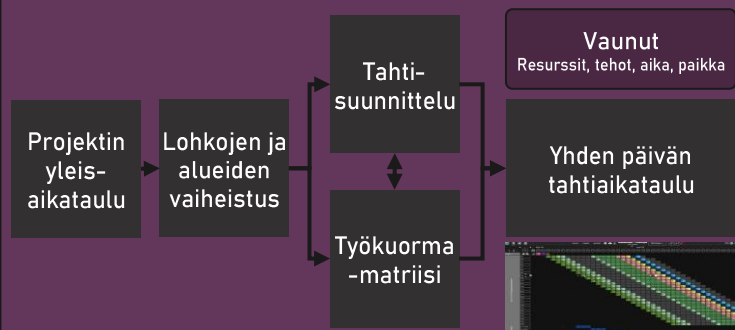 Projektin
yleis-
aikataulu
Lohkojen ja
alueiden
vaiheistus
Tahti-
suunnittelu
Työkuorma
-matriisi
Vaunut
Resurssit, tehot, aika, paikka
Yhden päivän
tahtiaikataulu